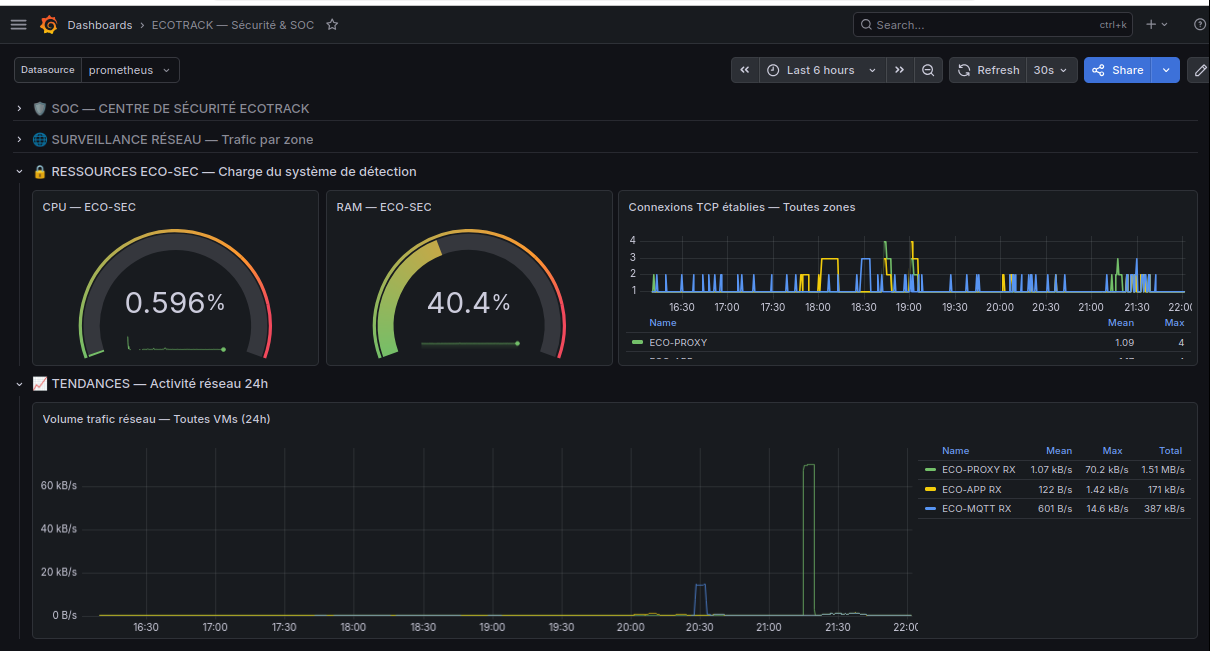 Dashboards › ECOTRACK — Sécurité & SOC
Search... ctrl+k
Datasource prometheus
Last 6 hours Refresh 30s Share
SOC — CENTRE DE SÉCURITÉ ECOTRACK
SURVEILLANCE RÉSEAU — Trafic par zone
RESSOURCES ECO-SEC — Charge du système de détection
CPU — ECO-SEC
0.596%
RAM — ECO-SEC
40.4%
Connexions TCP établies — Toutes zones
4
3
2
1
16:30 17:00 17:30 18:00 18:30 19:00 19:30 20:00 20:30 21:00 21:30 22:00
Name Mean Max
ECO-PROXY 1.09 4
TENDANCES — Activité réseau 24h
Volume trafic réseau — Toutes VMs (24h)
60 kB/s
40 kB/s
20 kB/s
0 B/s
16:30 17:00 17:30 18:00 18:30 19:00 19:30 20:00 20:30 21:00 21:30 22:00
Name Mean Max Total
ECO-PROXY RX 1.07 kB/s 70.2 kB/s 1.51 MB/s
ECO-APP RX 122 B/s 1.42 kB/s 171 kB/s
ECO-MQTT RX 601 B/s 14.6 kB/s 387 kB/s